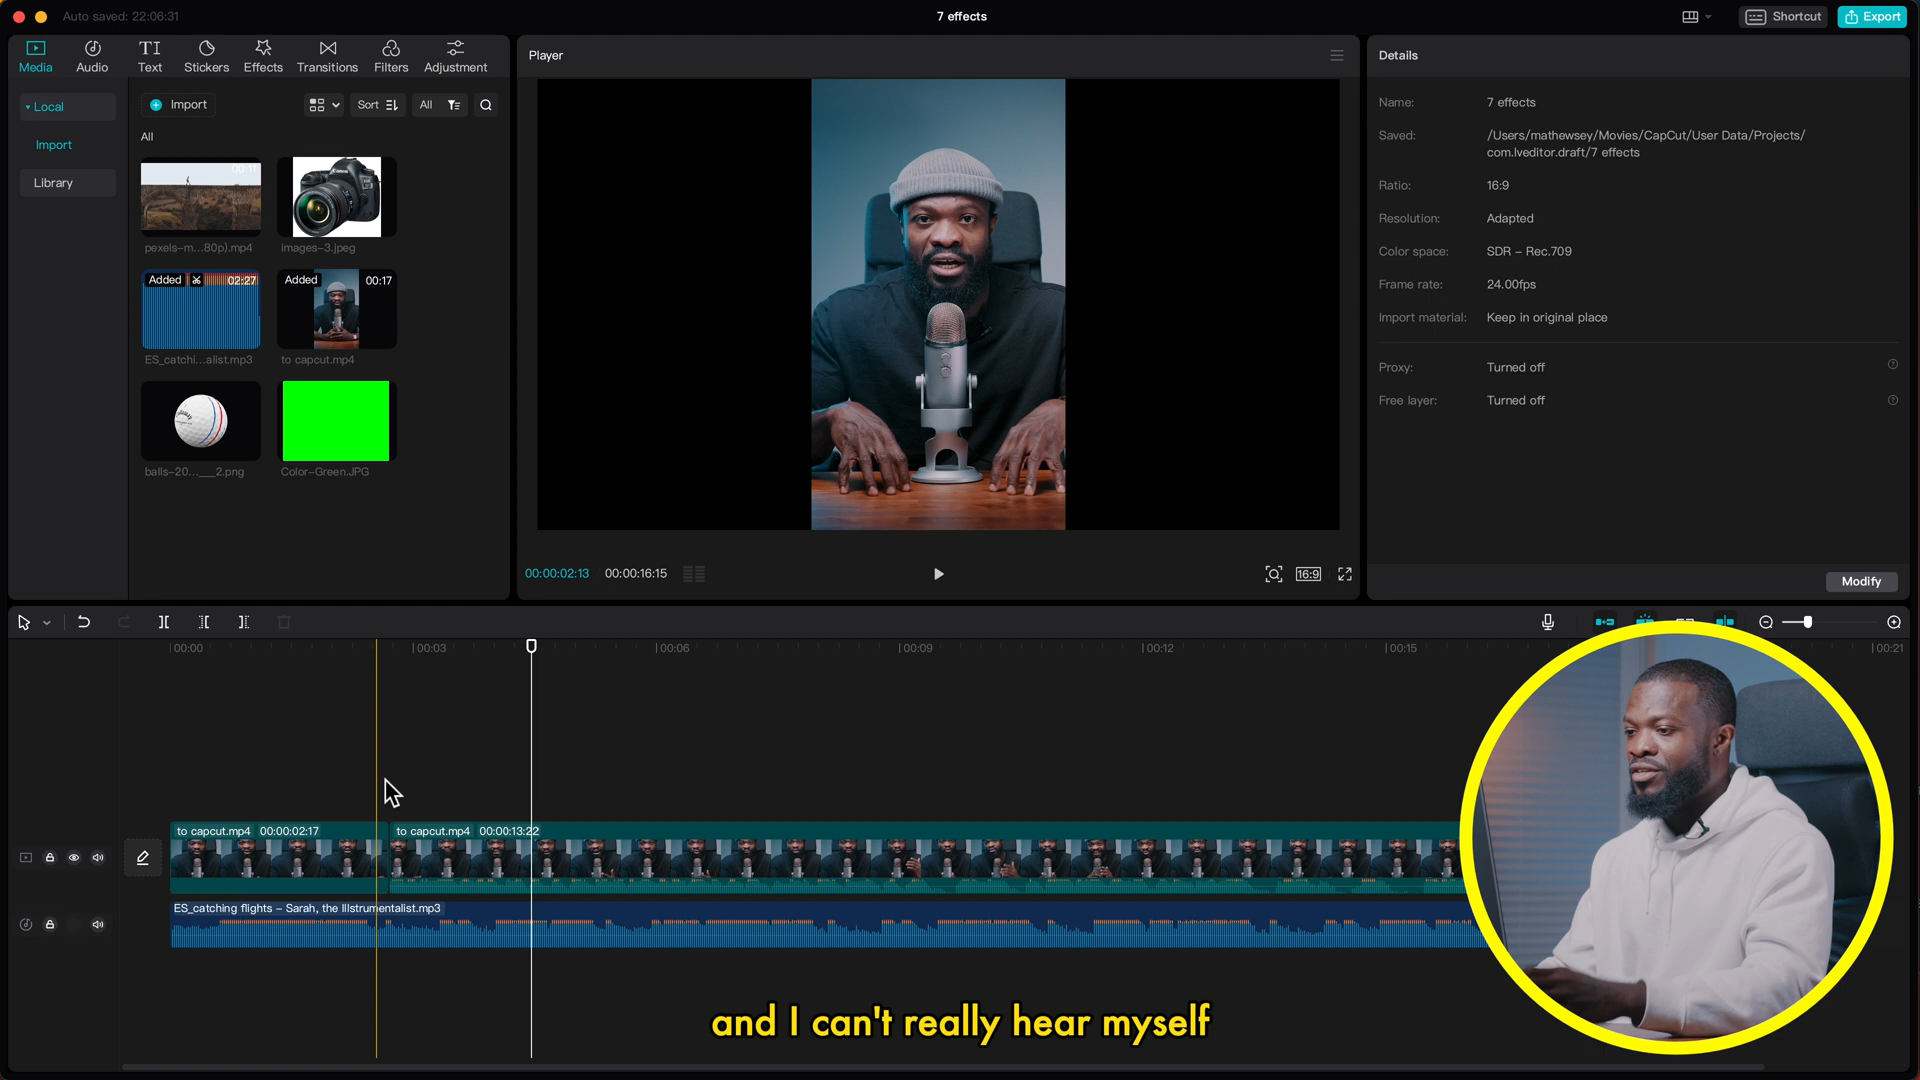 Auto saved: 22:06:31
7 effects
Shortcut
Export
Media
Audio
TI
Text
Stickers
Effects
Transitions
Filters
Adjustment
Local
Import
Library
Import
Sort
All
All
00:11
pexels-m...80p).mp4
images-3.jpeg
Added
02:27
Added
00:17
ES_catchi...alist.mp3
to capcut.mp4
balls-20...___2.png
Color-Green.JPG
Player
00:00:02:13
00:00:16:15
16:9
Details
Name: 7 effects
Saved: /Users/mathewsey/Movies/CapCut/User Data/Projects/
com.lveditor.draft/7 effects
Ratio: 16:9
Resolution: Adapted
Color space: SDR – Rec.709
Frame rate: 24.00fps
Import material: Keep in original place
Proxy: Turned off
Free layer: Turned off
Modify
00:00
00:03
00:06
00:09
00:12
00:15
00:21
to capcut.mp4 00:00:02:17
to capcut.mp4 00:00:13:22
ES_catching flights – Sarah, the Illstrumentalist.mp3
and I can't really hear myself